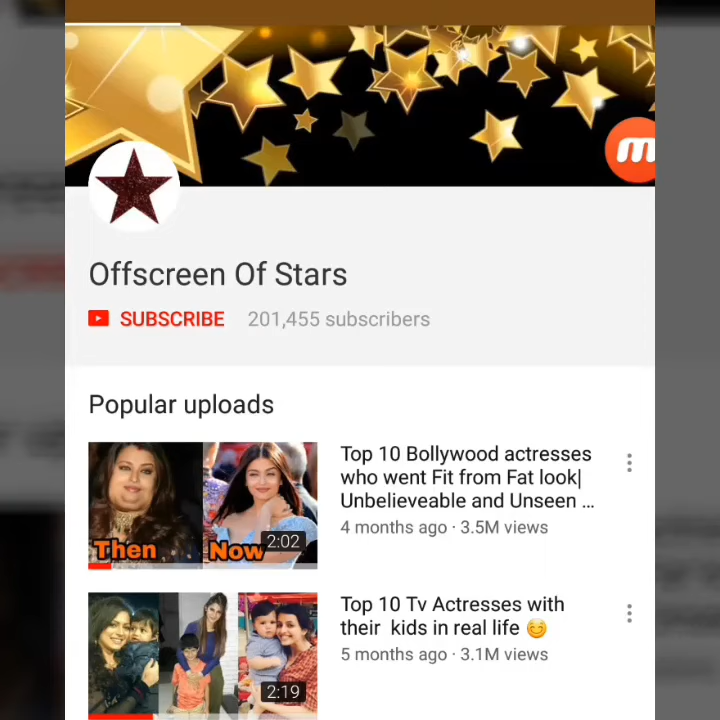 m
Offscreen Of Stars
SUBSCRIBE 201,455 subscribers
Popular uploads
Then
Now
2:02
Top 10 Bollywood actresses
who went Fit from Fat look|
Unbelieveable and Unseen ...
4 months ago · 3.5M views
2:19
Top 10 Tv Actresses with
their kids in real life 😊
5 months ago · 3.1M views